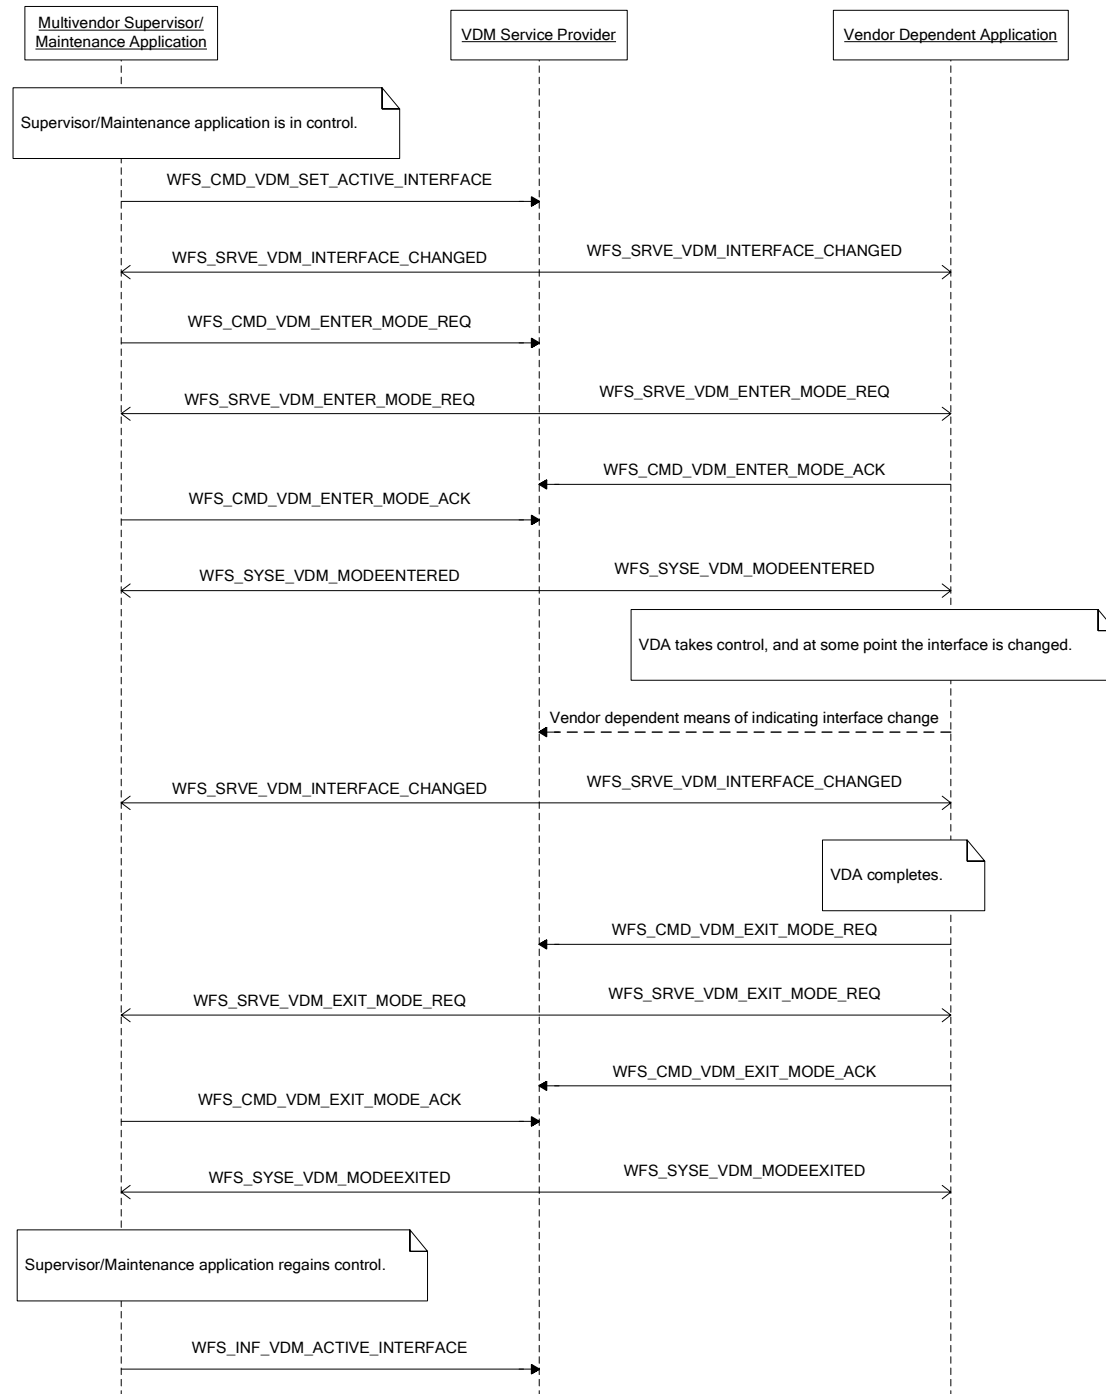 Multivendor Supervisor/
Maintenance Application
VDM Service Provider
Vendor Dependent Application
Supervisor/Maintenance application is in control.
WFS_CMD_VDM_SET_ACTIVE_INTERFACE
WFS_SRVE_VDM_INTERFACE_CHANGED
WFS_SRVE_VDM_INTERFACE_CHANGED
WFS_CMD_VDM_ENTER_MODE_REQ
WFS_SRVE_VDM_ENTER_MODE_REQ
WFS_SRVE_VDM_ENTER_MODE_REQ
WFS_CMD_VDM_ENTER_MODE_ACK
WFS_CMD_VDM_ENTER_MODE_ACK
WFS_SYSE_VDM_MODEENTERED
WFS_SYSE_VDM_MODEENTERED
VDA takes control, and at some point the interface is changed.
Vendor dependent means of indicating interface change
WFS_SRVE_VDM_INTERFACE_CHANGED
WFS_SRVE_VDM_INTERFACE_CHANGED
VDA completes.
WFS_CMD_VDM_EXIT_MODE_REQ
WFS_SRVE_VDM_EXIT_MODE_REQ
WFS_SRVE_VDM_EXIT_MODE_REQ
WFS_CMD_VDM_EXIT_MODE_ACK
WFS_CMD_VDM_EXIT_MODE_ACK
WFS_SYSE_VDM_MODEEXITED
WFS_SYSE_VDM_MODEEXITED
Supervisor/Maintenance application regains control.
WFS_INF_VDM_ACTIVE_INTERFACE